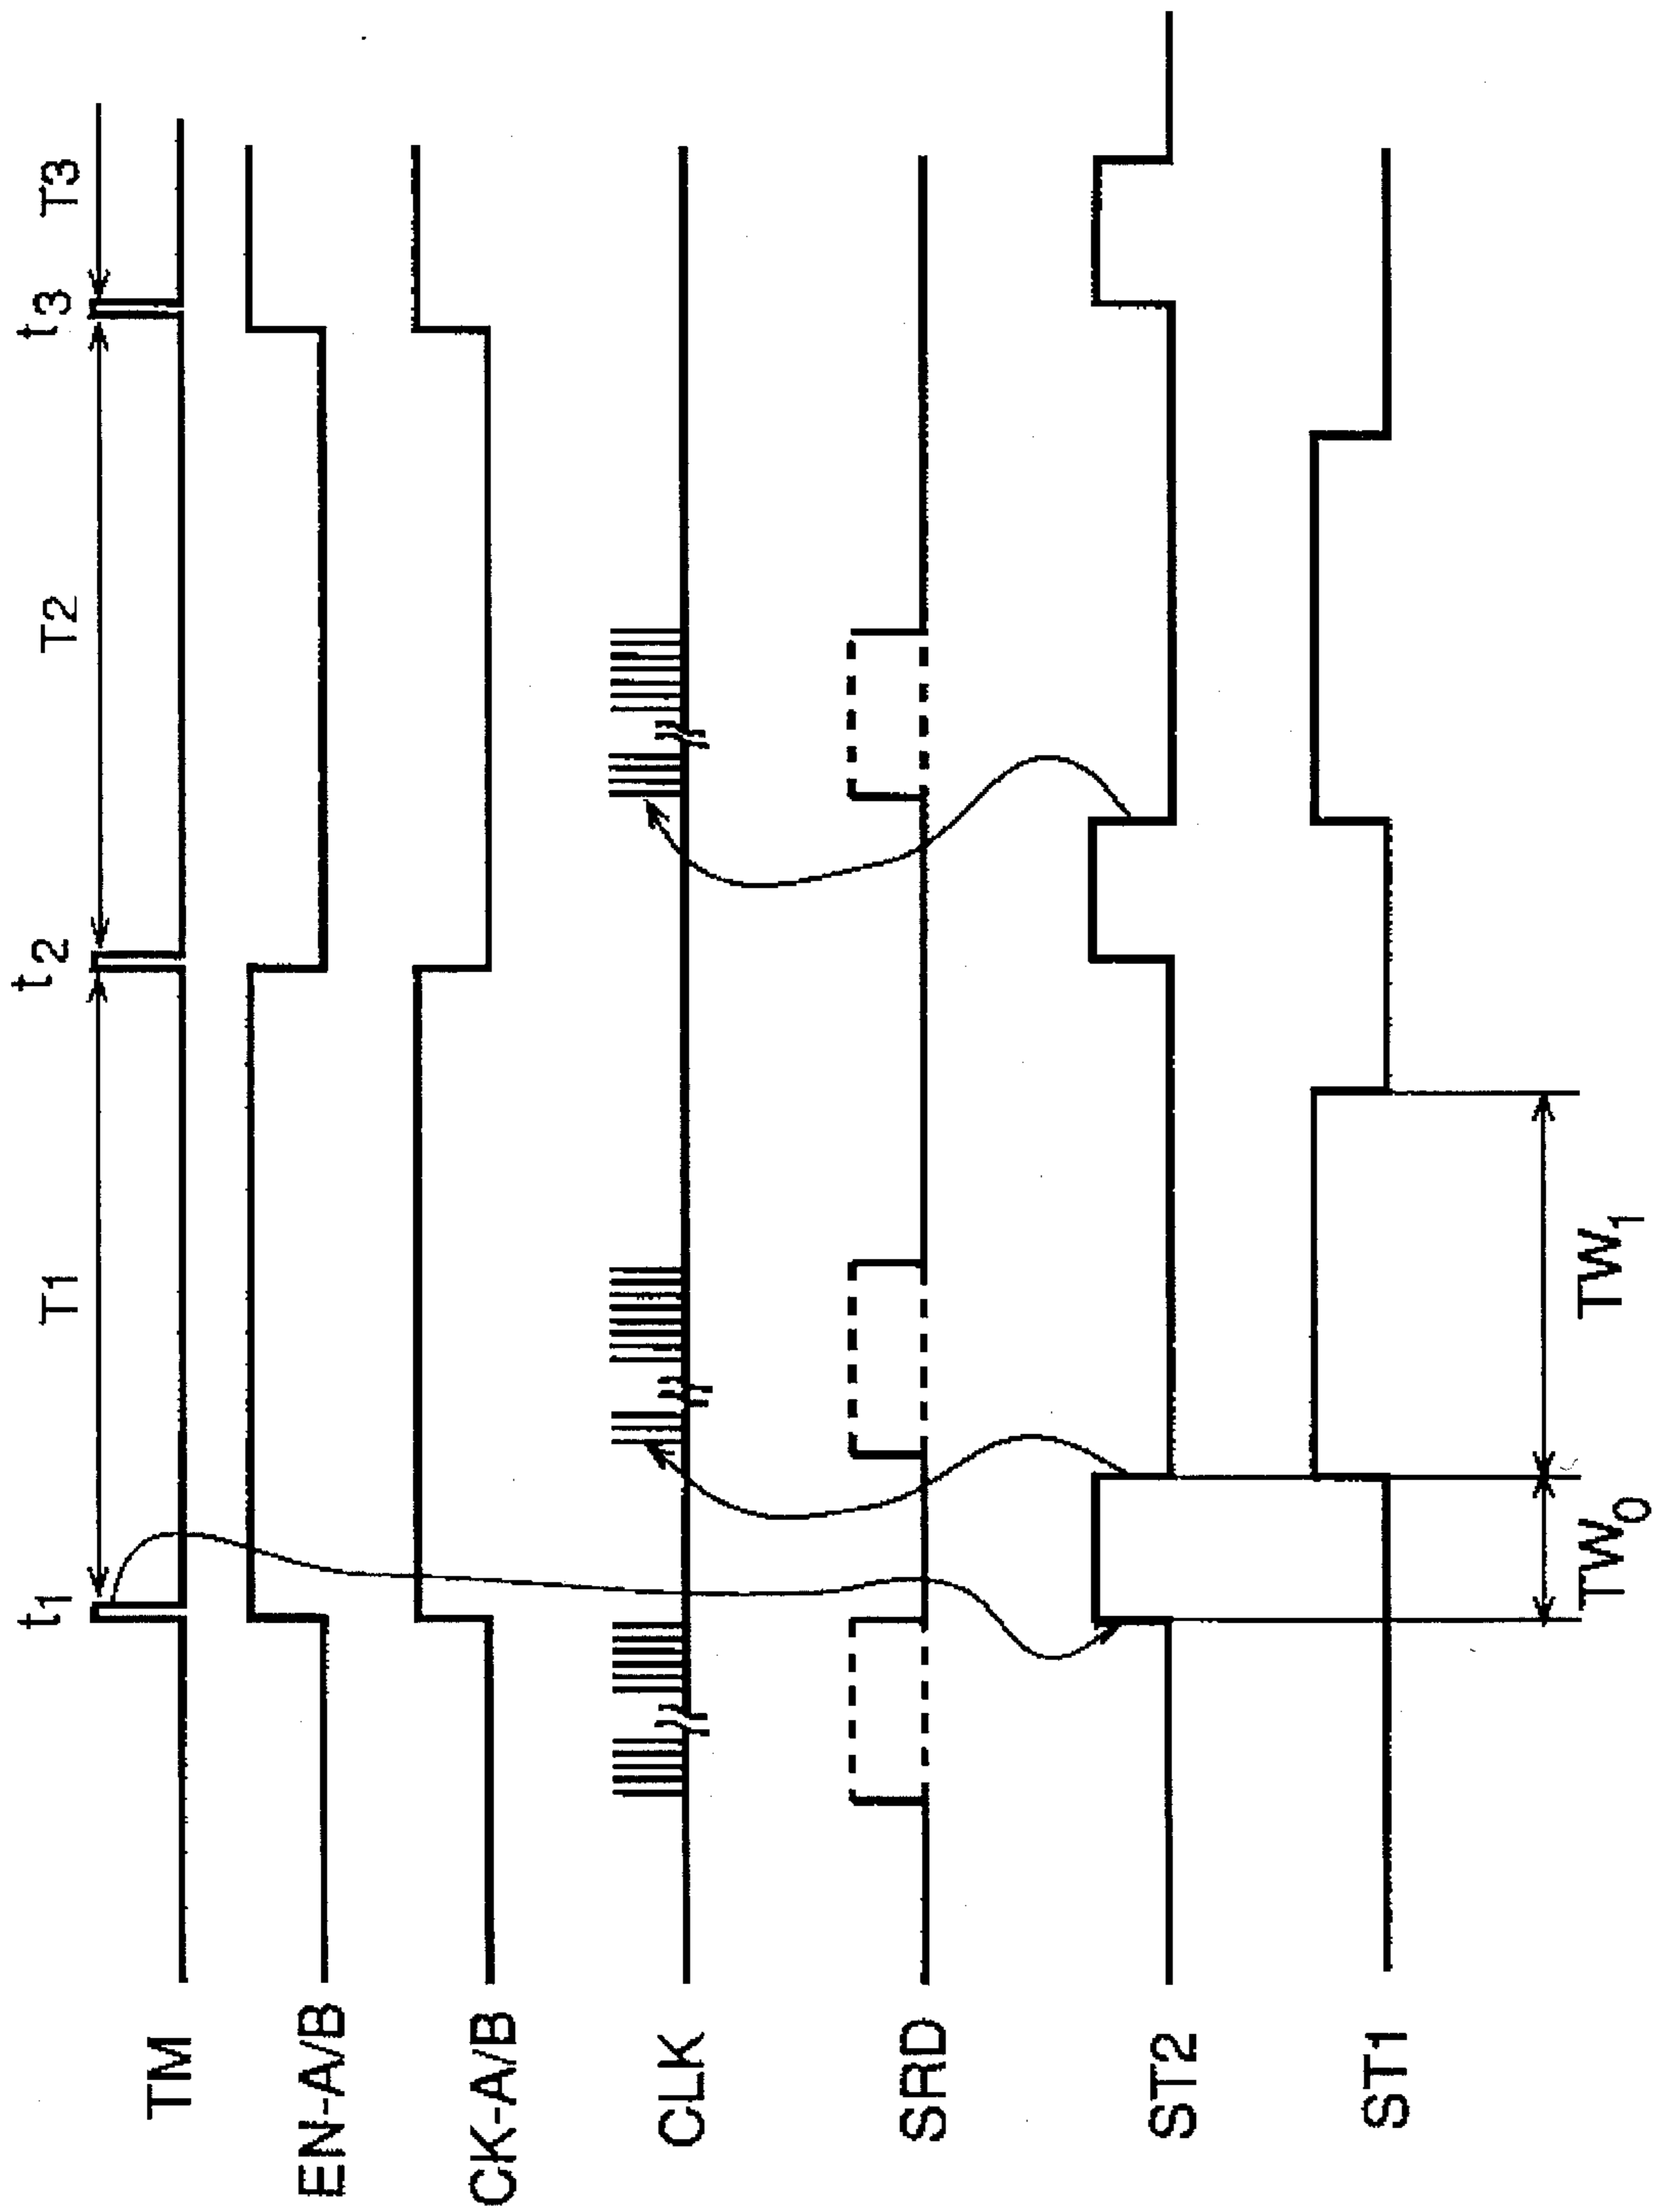 t1 T1 t2 T2 t3 T3
TM
EN-A/B
CK-A/B
CLK
SRD
ST2
ST1
TW0 TW1